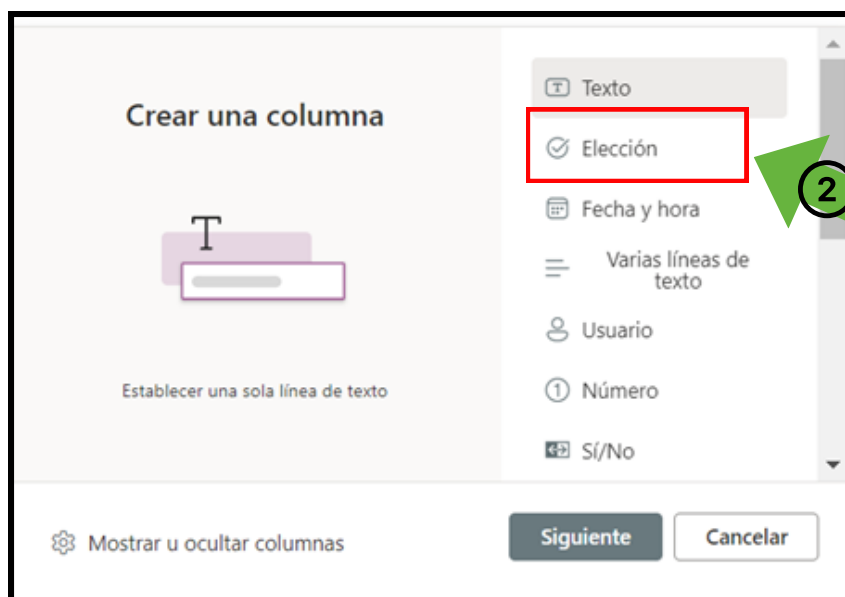 Crear una columna
T
Establecer una sola línea de texto
T Texto
Elección
Fecha y hora
Varias líneas de
texto
Usuario
1 Número
Sí/No
2
Mostrar u ocultar columnas
Siguiente
Cancelar